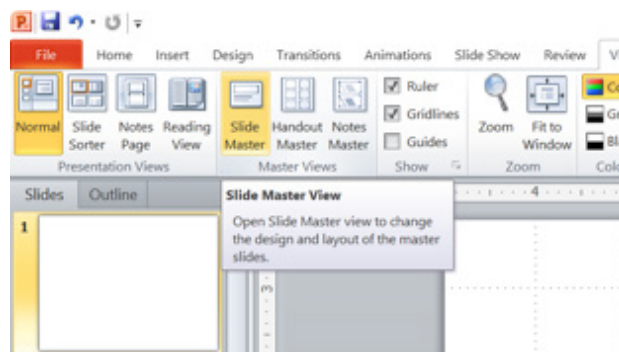 File Home Insert Design Transitions Animations Slide Show Review
Normal Slide Sorter Notes Page Reading View Slide Master Handout Master Notes Master Ruler Gridlines Guides Zoom Fit to Window
Presentation Views Master Views Show Zoom
Slides Outline
Slide Master View
Open Slide Master view to change
the design and layout of the master
slides.
1
4
3